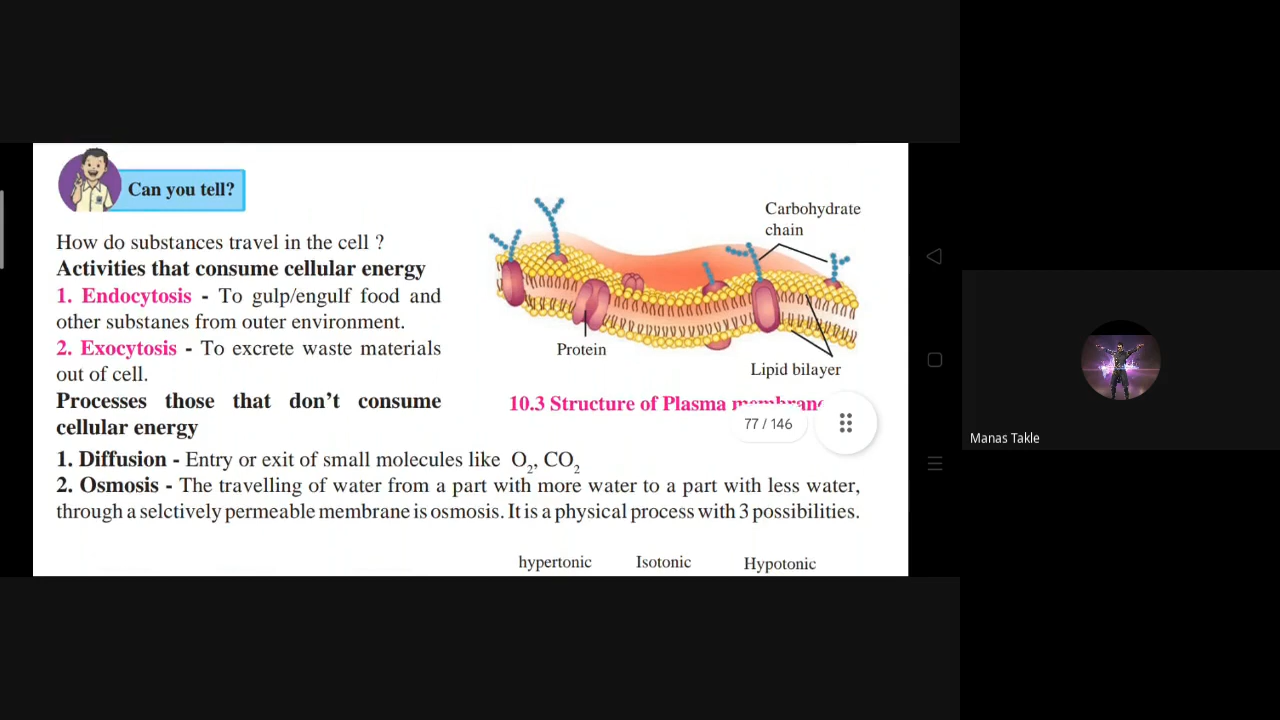 Can you tell?
How do substances travel in the cell ?
Activities that consume cellular energy
1. Endocytosis - To gulp/engulf food and
other substanes from outer environment.
2. Exocytosis - To excrete waste materials
out of cell.
Processes those that don't consume
cellular energy
Carbohydrate
chain
Protein
Lipid bilayer
10.3 Structure of Plasma membrane
77 / 146
1. Diffusion - Entry or exit of small molecules like O₂, CO₂
2. Osmosis - The travelling of water from a part with more water to a part with less water,
through a selctively permeable membrane is osmosis. It is a physical process with 3 possibilities.
hypertonic Isotonic Hypotonic
Manas Takle